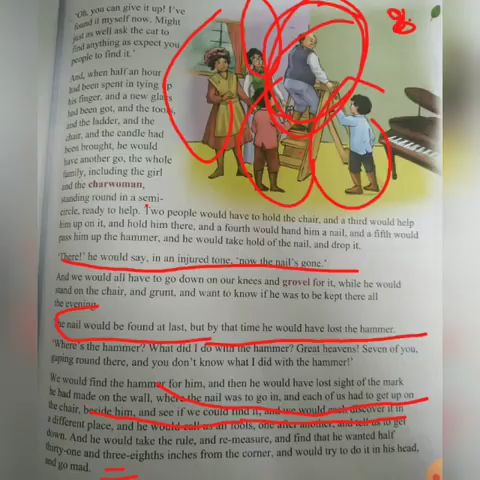 'Oh, you can give it up! I've
found it myself now. Might
just as well ask the cat to
find anything as expect you
people to find it.'
And, when half an hour
had been spent in tying up
his finger, and a new glass
had been got, and the tools,
and the ladder, and the
chair, and the candle had
been brought, he would
have another go, the whole
family, including the girl
and the charwoman,
standing round in a semi-
circle, ready to help. Two people would have to hold the chair, and a third would help
him up on it, and hold him there, and a fourth would hand him a nail, and a fifth would
pass him up the hammer, and he would take hold of the nail, and drop it.
'There!' he would say, in an injured tone, 'now the nail's gone.'
And we would all have to go down on our knees and grovel for it, while he would
stand on the chair, and grunt, and want to know if he was to be kept there all
the evening.
The nail would be found at last, but by that time he would have lost the hammer.
'Where's the hammer? What did I do with the hammer? Great heavens! Seven of you,
gaping round there, and you don't know what I did with the hammer!'
We would find the hammer for him, and then he would have lost sight of the mark
he had made on the wall, where the nail was to go in, and each of us had to get up on
the chair, beside him, and see if we could find it, and we would each discover it in
a different place, and he would call us all fools, one after another, and tell us to get
down. And he would take the rule, and re-measure, and find that he wanted half
thirty-one and three-eighths inches from the corner, and would try to do it in his head,
and go mad.